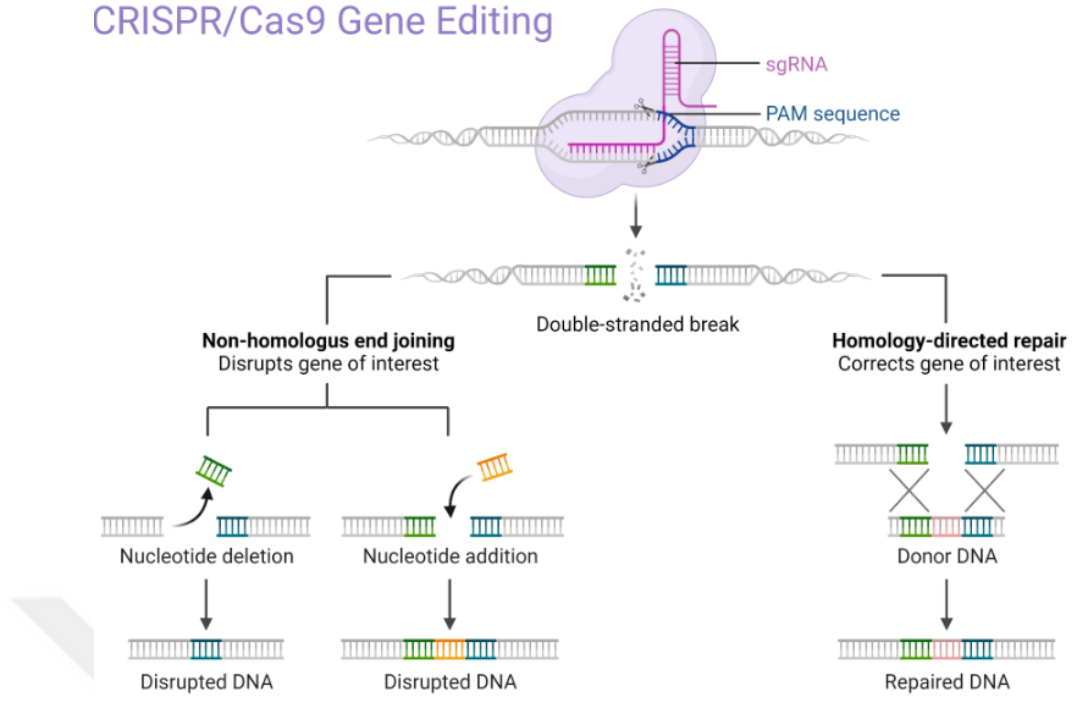 CRISPR/Cas9 Gene Editing
sgRNA
PAM sequence
Double-stranded break
Non-homologus end joining
Disrupts gene of interest
Homology-directed repair
Corrects gene of interest
Nucleotide deletion
Nucleotide addition
Donor DNA
Disrupted DNA
Disrupted DNA
Repaired DNA